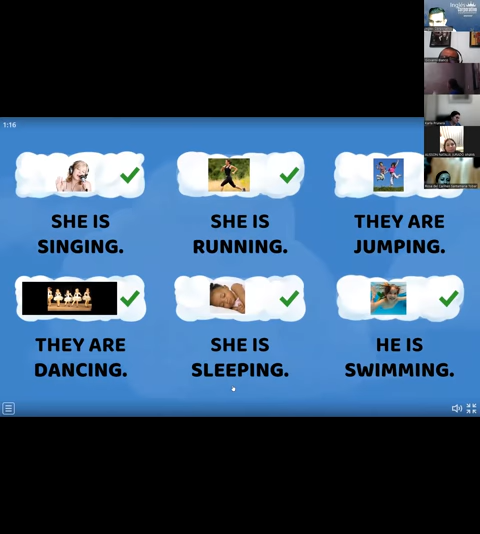 Inglés
1:16
SHE IS
SINGING.
SHE IS
RUNNING.
THEY ARE
JUMPING.
THEY ARE
DANCING.
SHE IS
SLEEPING.
HE IS
SWIMMING.